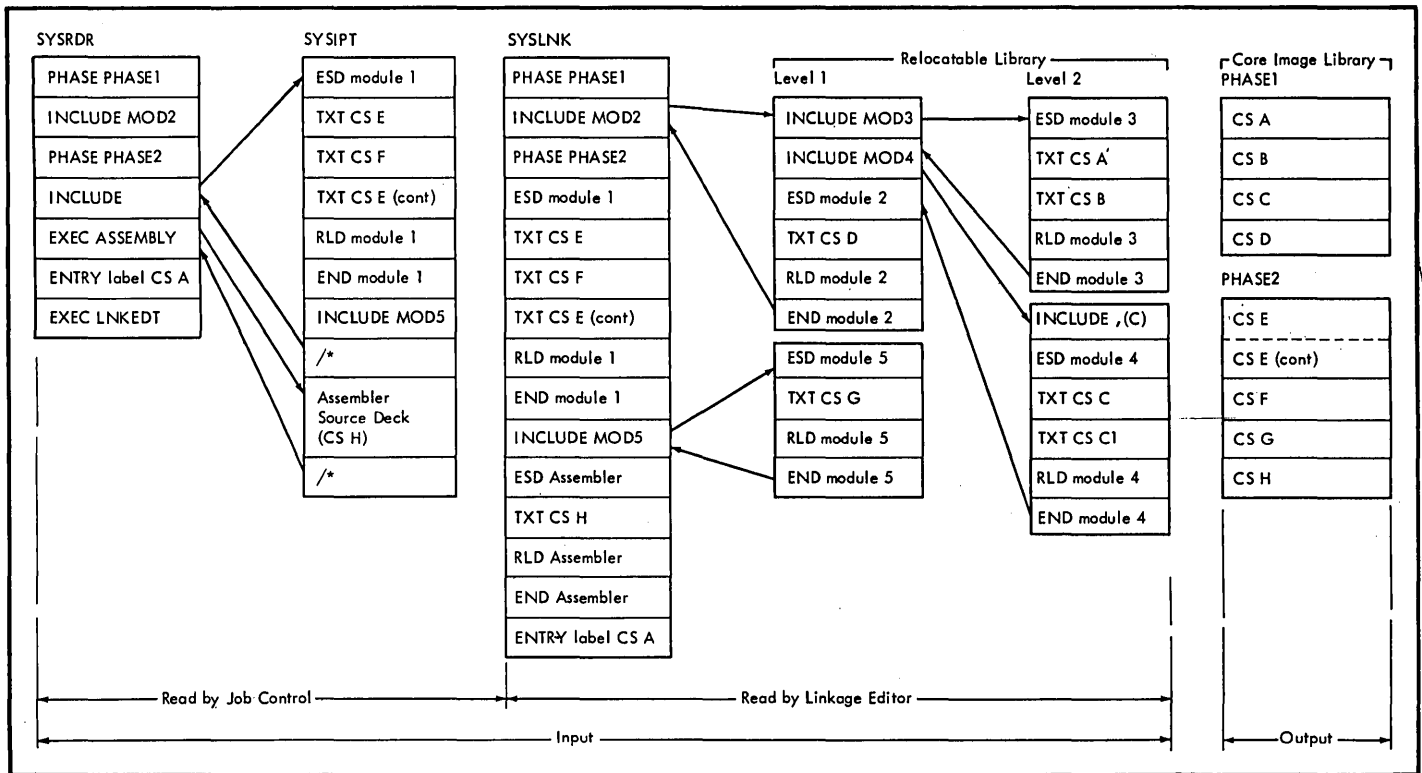 SYSRDR
PHASE PHASE1
INCLUDE MOD2
PHASE PHASE2
INCLUDE
EXEC ASSEMBLY
ENTRY label CS A
EXEC LNKEDT
SYSIPT
ESD module 1
TXT CS E
TXT CS F
TXT CS E (cont)
RLD module 1
END module 1
INCLUDE MOD5
/*
Assembler
Source Deck
(CS H)
/*
SYSLNK
PHASE PHASE1
INCLUDE MOD2
PHASE PHASE2
ESD module 1
TXT CS E
TXT CS F
TXT CS E (cont)
RLD module 1
END module 1
INCLUDE MOD5
ESD Assembler
TXT CS H
RLD Assembler
END Assembler
ENTRY label CS A
Relocatable Library
Level 1
INCLUDE MOD3
INCLUDE MOD4
ESD module 2
TXT CS D
RLD module 2
END module 2
ESD module 5
TXT CS G
RLD module 5
END module 5
Level 2
ESD module 3
TXT CS A
TXT CS B
RLD module 3
END module 3
INCLUDE ,(C)
ESD module 4
TXT CS C
TXT CS C1
RLD module 4
END module 4
Core Image Library
PHASE1
CS A
CS B
CS C
CS D
PHASE2
CS E
CS E (cont)
CS F
CS G
CS H
Read by Job Control
Read by Linkage Editor
Input
Output